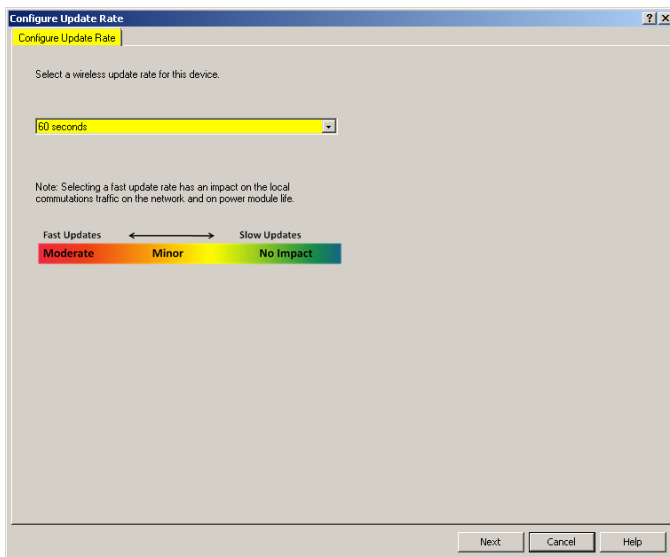 Configure Update Rate
Configure Update Rate
Select a wireless update rate for this device.
60 seconds
Note: Selecting a fast update rate has an impact on the local
commutations traffic on the network and on power module life.
Fast Updates Slow Updates
Moderate Minor No Impact
Next Cancel Help